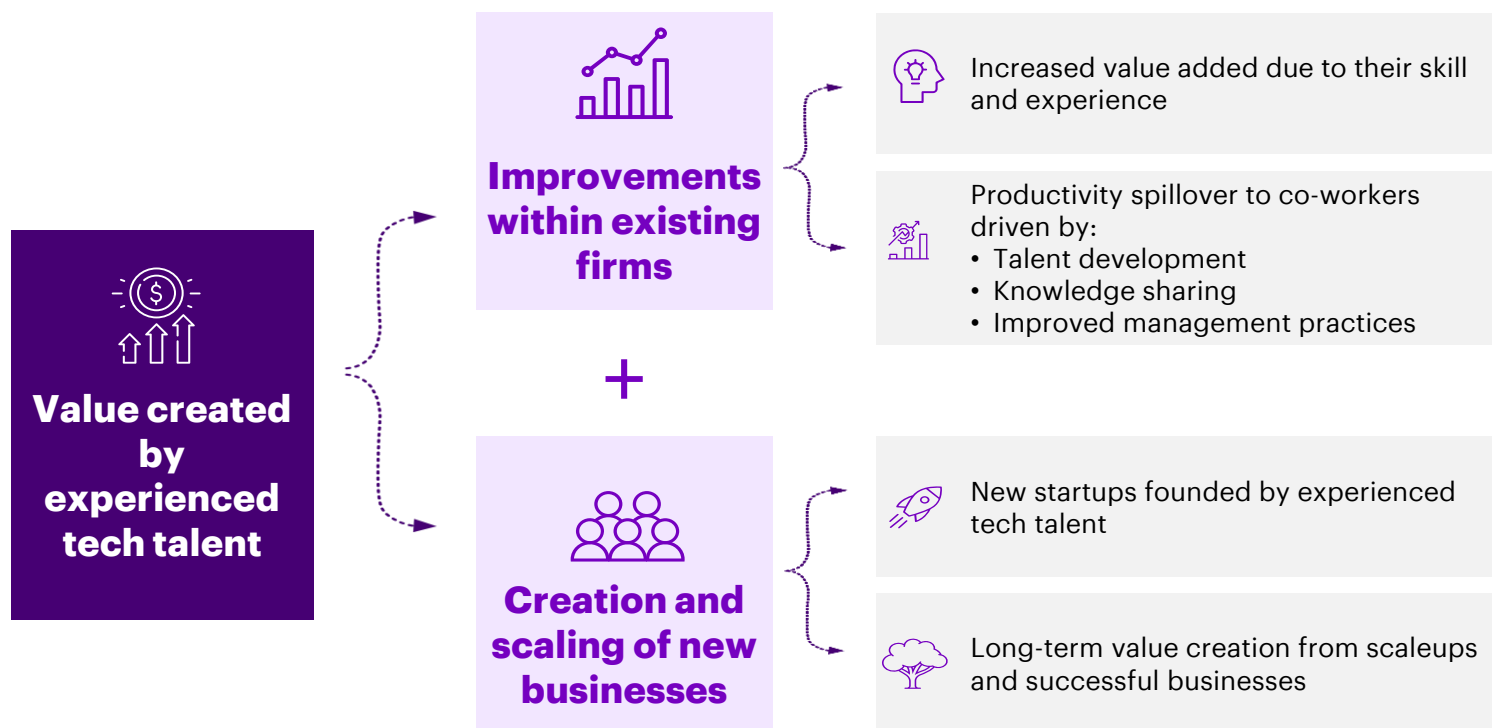 Value created
by
experienced
tech talent
Improvements
within existing
firms
Increased value added due to their skill
and experience
Productivity spillover to co-workers
driven by:
• Talent development
• Knowledge sharing
• Improved management practices
+
Creation and
scaling of new
businesses
New startups founded by experienced
tech talent
Long-term value creation from scaleups
and successful businesses